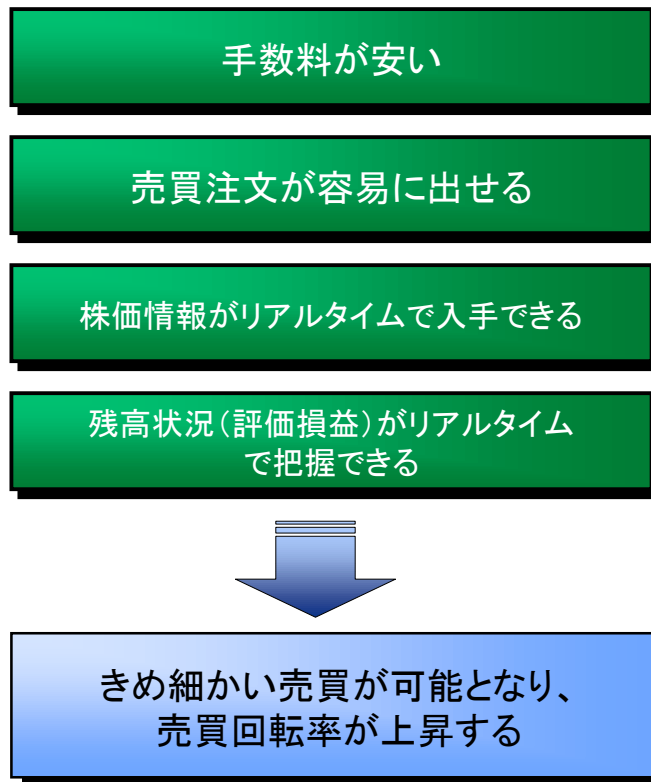 手数料が安い
売買注文が容易に出せる
株価情報がリアルタイムで入手できる
残高状況（評価損益）がリアルタイム
で把握できる
きめ細かい売買が可能となり、
売買回転率が上昇する